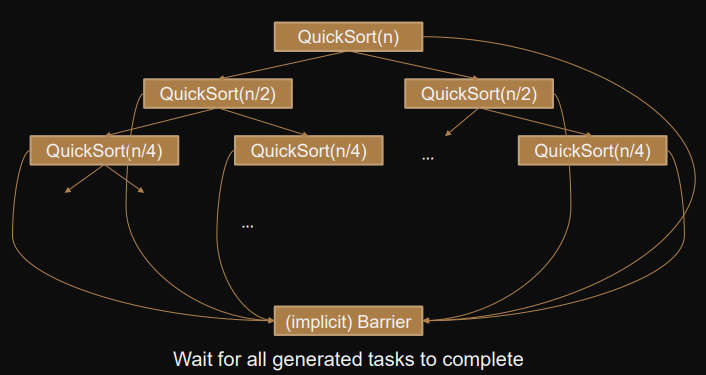 QuickSort(n)
QuickSort(n/2)
QuickSort(n/2)
QuickSort(n/4)
QuickSort(n/4)
...
QuickSort(n/4)
...
(implicit) Barrier
Wait for all generated tasks to complete